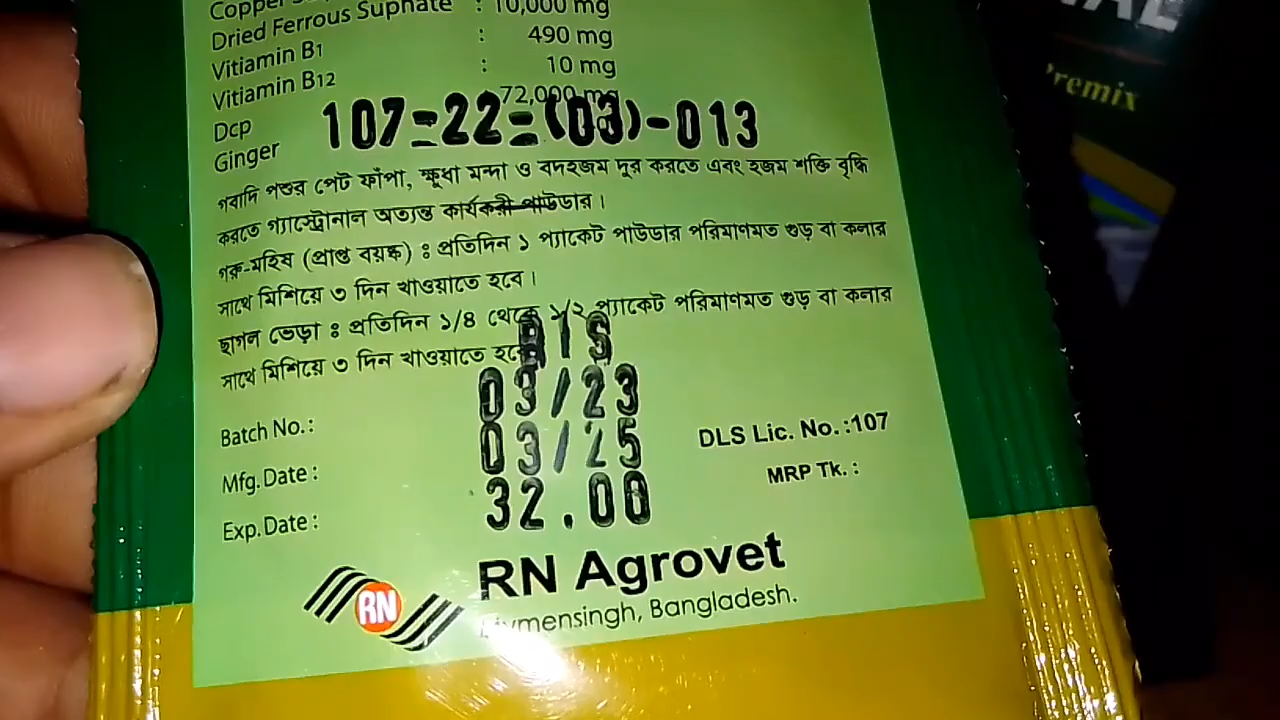 Copper
Dried Ferrous Suphate : 10,000 mg
Vitiamin B1 : 490 mg
Vitiamin B12 : 10 mg
Dcp 72,000 mg
Ginger
107-22-(03)-013
গবাদি পশুর পেট ফাঁপা, ক্ষুধা মন্দা ও বদহজম দুর করতে এবং হজম শক্তি বৃদ্ধি
করতে গ্যাস্ট্রোনাল অত্যন্ত কার্যকরী পাউডার।
গরু-মহিষ (প্রাপ্ত বয়স্ক) ঃ প্রতিদিন ১ প্যাকেট পাউডার পরিমাণমত গুড় বা কলার
সাথে মিশিয়ে ৩ দিন খাওয়াতে হবে।
ছাগল ভেড়া ঃ প্রতিদিন ১/৪ থেকে ১/২ প্যাকেট পরিমাণমত গুড় বা কলার
সাথে মিশিয়ে ৩ দিন খাওয়াতে হবে
Batch No.:
Mfg.Date :
Exp.Date :
03/23
03/25
32.00
DLS Lic. No.:107
MRP Tk. :
RN
RN Agrovet
Bangladesh.
remix